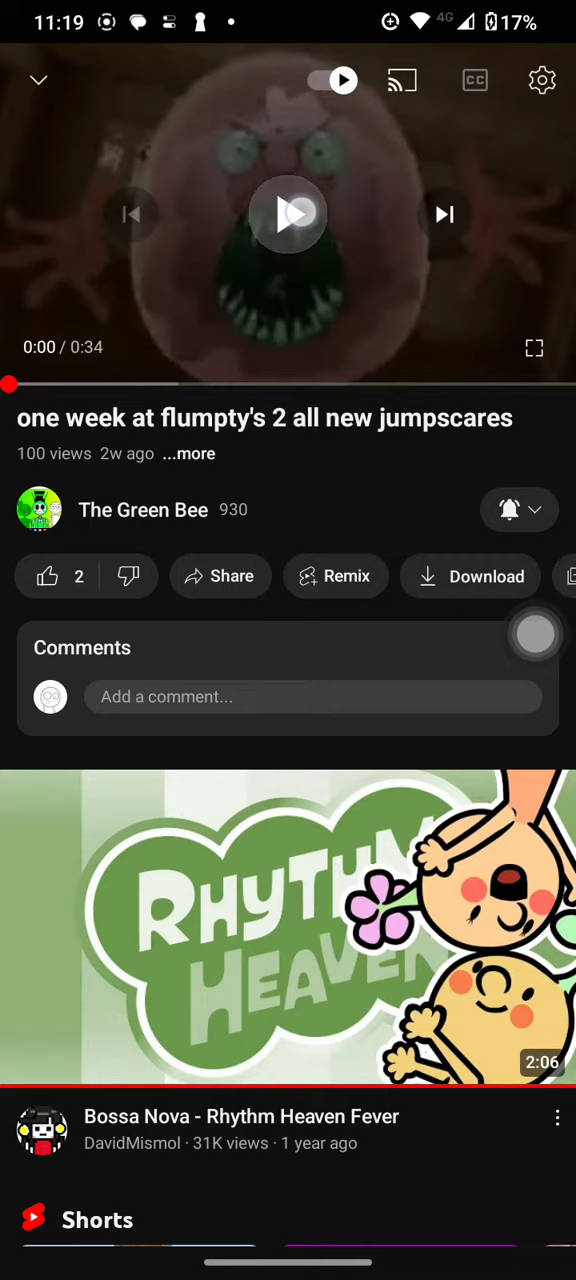 11:19
4G
17%
CC
0:00 / 0:34
one week at flumpty's 2 all new jumpscares
100 views 2w ago ...more
The Green Bee 930
2 Share Remix Download
Comments
Add a comment...
RHYTHM
HEAVEN
2:06
Bossa Nova - Rhythm Heaven Fever
DavidMismol · 31K views · 1 year ago
Shorts